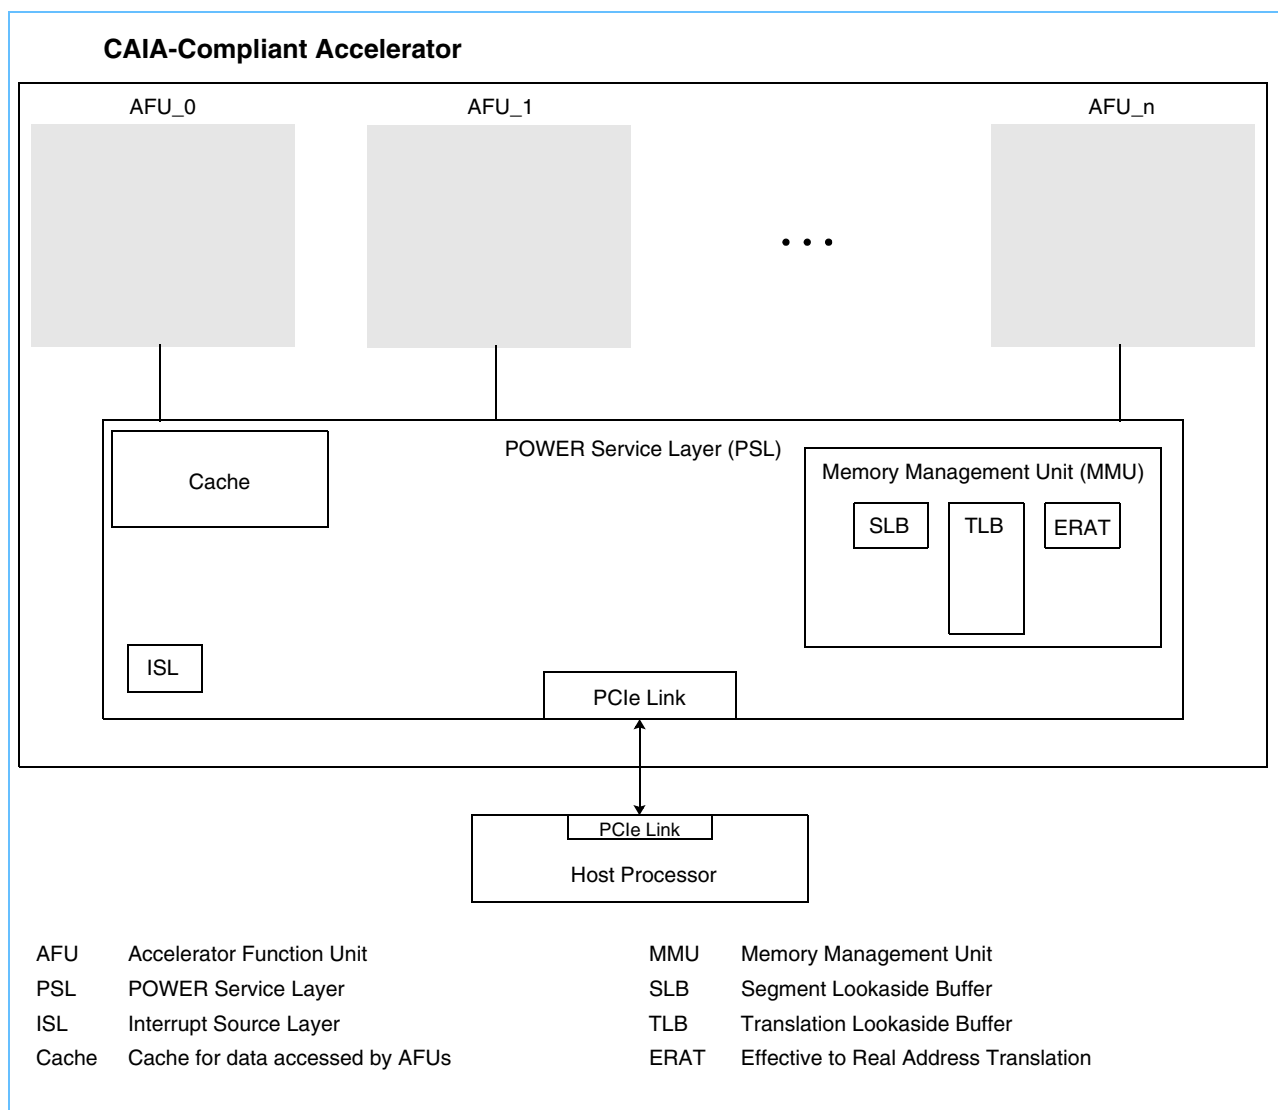 CAIA-Compliant Accelerator
AFU_0 AFU_1 AFU_n
• • •
POWER Service Layer (PSL)
Cache
Memory Management Unit (MMU)
SLB TLB ERAT
ISL
PCIe Link
PCIe Link
Host Processor
AFU Accelerator Function Unit
PSL POWER Service Layer
ISL Interrupt Source Layer
Cache Cache for data accessed by AFUs
MMU Memory Management Unit
SLB Segment Lookaside Buffer
TLB Translation Lookaside Buffer
ERAT Effective to Real Address Translation